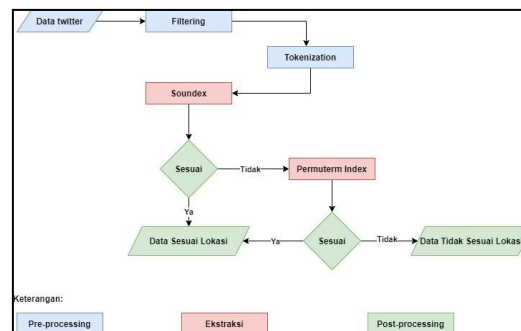 Data twitter
Filtering
Tokenization
Soundex
Sesuai
Tidak
Permuterm Index
Ya
Data Sesuai Lokasi
Ya
Sesuai
Tidak
Data Tidak Sesuai Lokasi
Keterangan:
Pre-processing
Ekstraksi
Post-processing